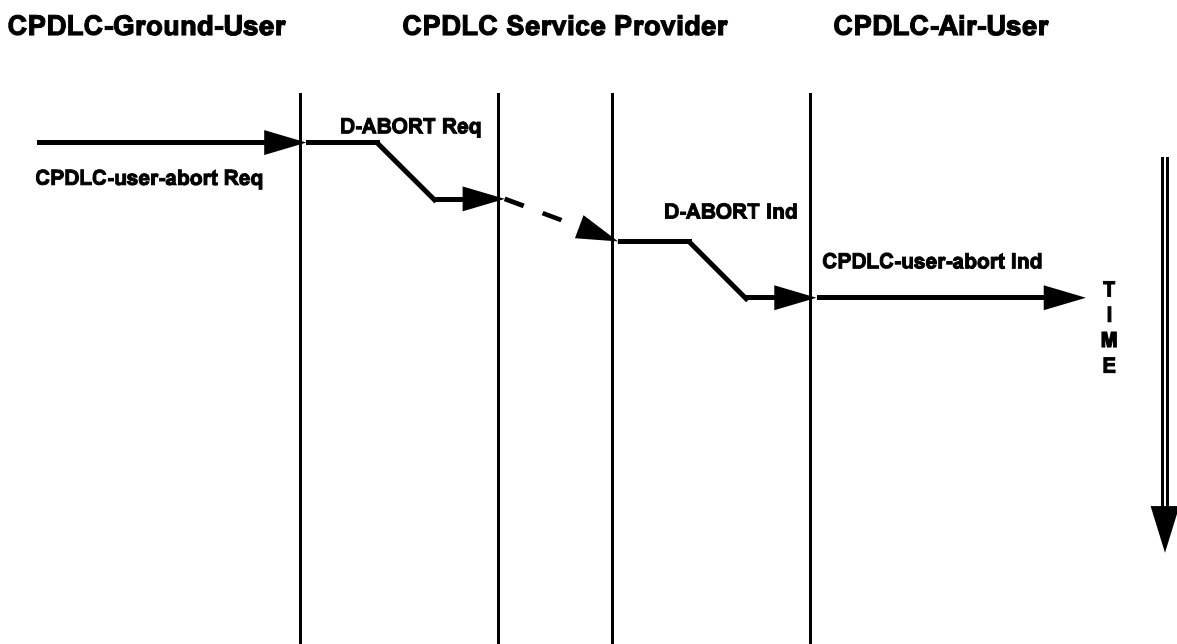 CPDLC-Ground-User
CPDLC Service Provider
CPDLC-Air-User
D-ABORT Req
CPDLC-user-abort Req
D-ABORT Ind
CPDLC-user-abort Ind
T
I
M
E